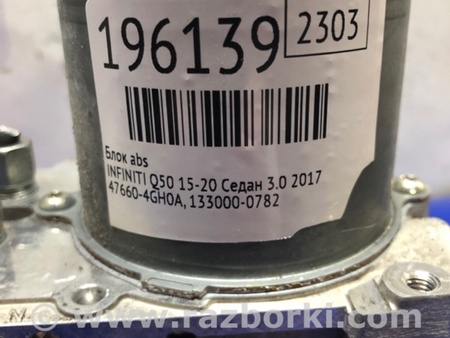 196139
2303
Блок abs
INFINITI Q50 15-20 Седан 3.0 2017
47660-4GH0A, 133000-0782
N
www.razborki.com